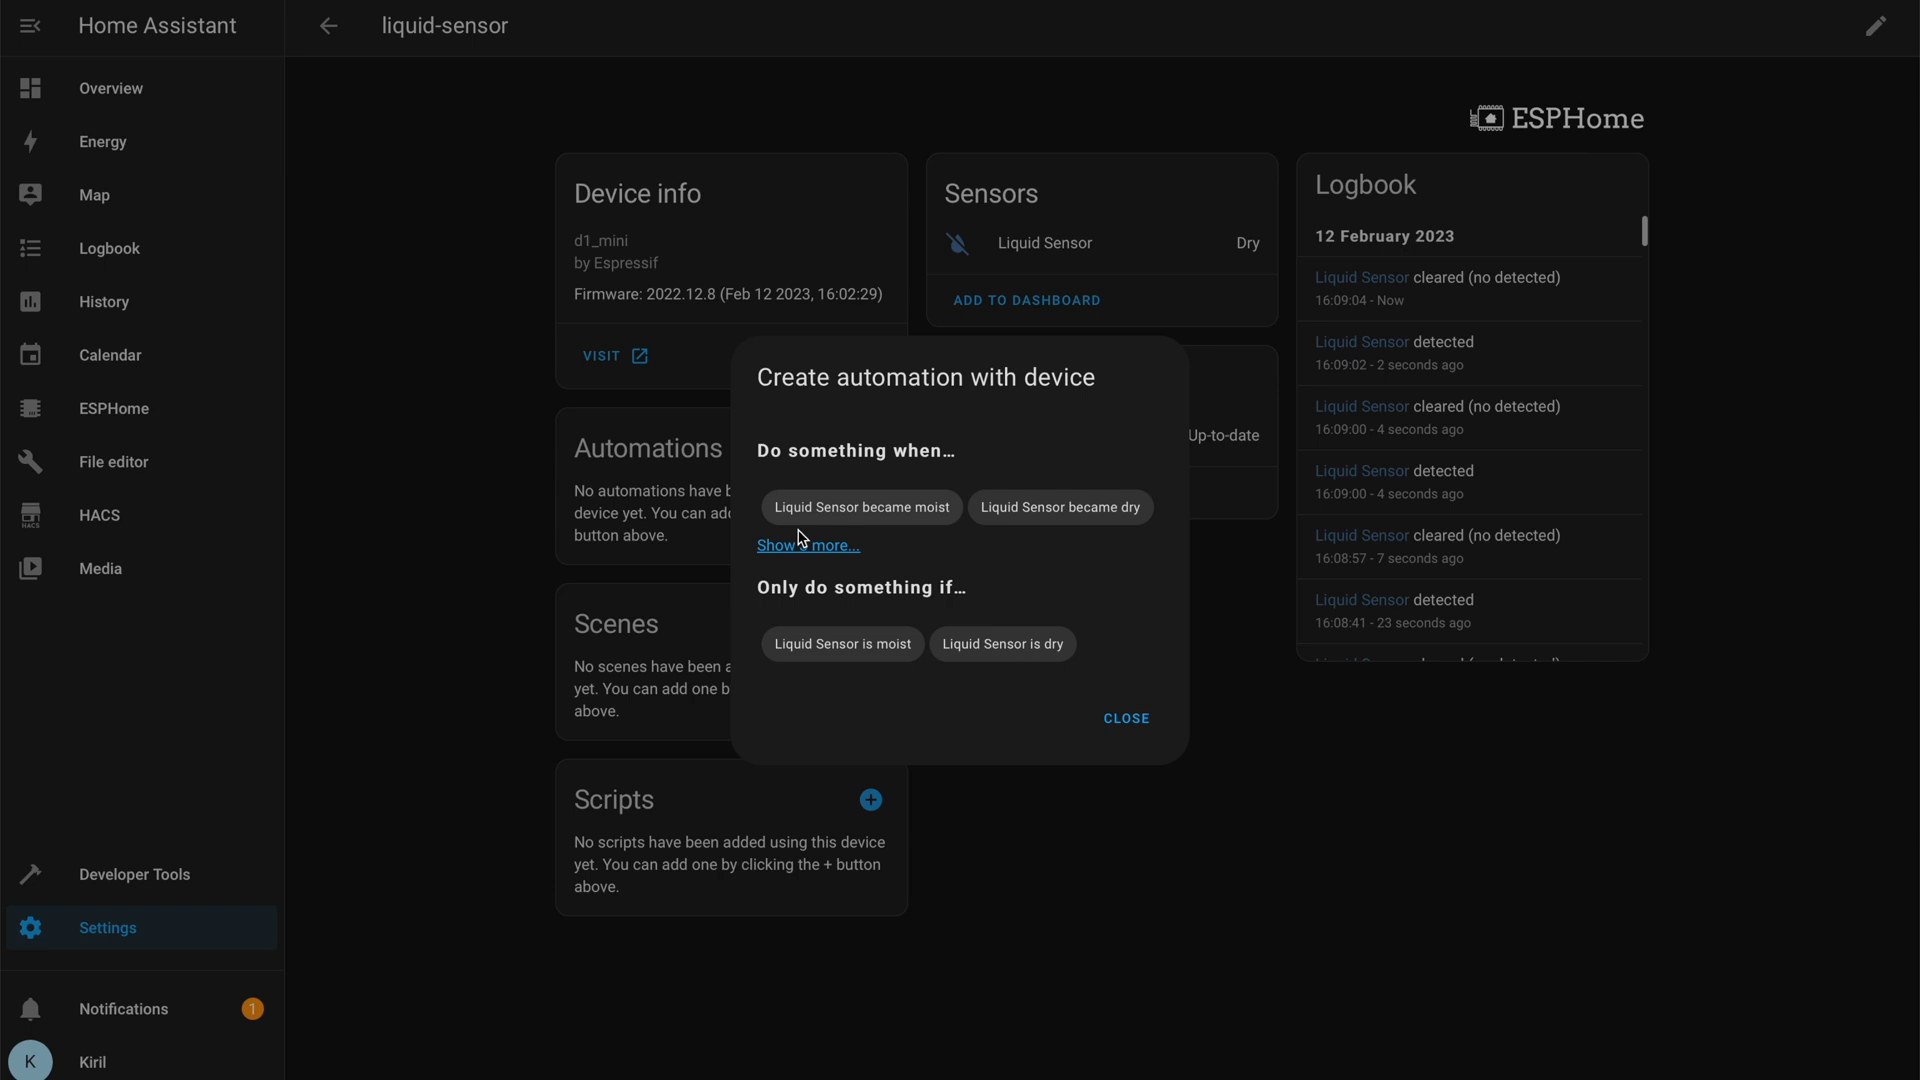 Home Assistant
liquid-sensor
Overview
Energy
Map
Logbook
History
Calendar
ESPHome
File editor
HACS
HACS
Media
Developer Tools
Settings
Notifications
1
K
Kiril
ESPHome
Device info
d1_mini
by Espressif
Firmware: 2022.12.8 (Feb 12 2023, 16:02:29)
VISIT
Automations
No automations have b
device yet. You can add
button above.
Scenes
No scenes have been a
yet. You can add one b
above.
Scripts
No scripts have been added using this device
yet. You can add one by clicking the + button
above.
Sensors
Liquid Sensor
Dry
ADD TO DASHBOARD
Up-to-date
Create automation with device
Do something when…
Liquid Sensor became moist
Liquid Sensor became dry
Show more...
Only do something if…
Liquid Sensor is moist
Liquid Sensor is dry
CLOSE
Logbook
12 February 2023
Liquid Sensor cleared (no detected)
16:09:04 - Now
Liquid Sensor detected
16:09:02 - 2 seconds ago
Liquid Sensor cleared (no detected)
16:09:00 - 4 seconds ago
Liquid Sensor detected
16:09:00 - 4 seconds ago
Liquid Sensor cleared (no detected)
16:08:57 - 7 seconds ago
Liquid Sensor detected
16:08:41 - 23 seconds ago